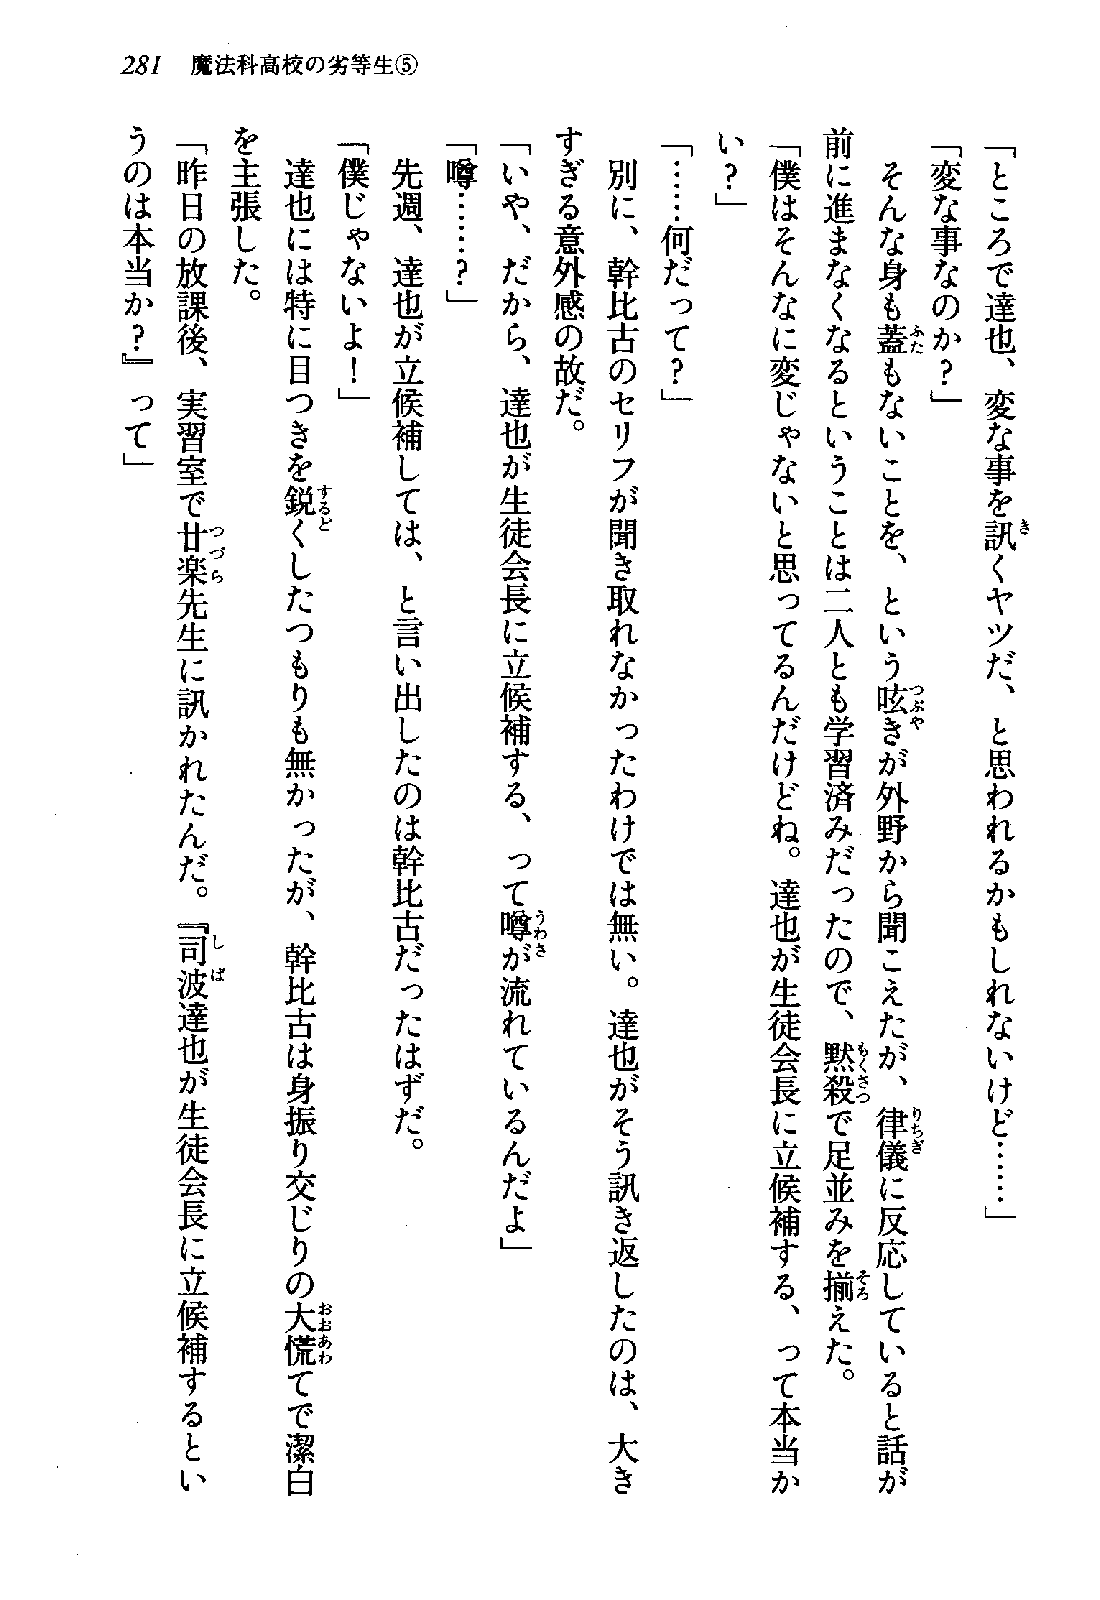 281 魔法科高校の劣等生⑤
「ところで達也、変な事を訊くヤツだ、と思われるかもしれないけど……」
「変な事なのか？」
そんな身も蓋もないことを、という呟きが外野から聞こえたが、律儀に反応していると話が
前に進まなくなるということは二人とも学習済みだったので、黙殺で足並みを揃えた。
「僕はそんなに変じゃないと思ってるんだけどね。達也が生徒会長に立候補する、って本当か
い？」
「……何だって？」
別に、幹比古のセリフが聞き取れなかったわけでは無い。達也がそう訊き返したのは、大き
すぎる意外感の故だ。
「いや、だから、達也が生徒会長に立候補する、って噂が流れているんだよ」
「噂……？」
先週、達也が立候補しては、と言い出したのは幹比古だったはずだ。
「僕じゃないよ！」
達也には特に目つきを鋭くしたつもりも無かったが、幹比古は身振り交じりの大慌てで潔白
を主張した。
「昨日の放課後、実習室で廿楽先生に訊かれたんだ。『司波達也が生徒会長に立候補するとい
うのは本当か？』って」